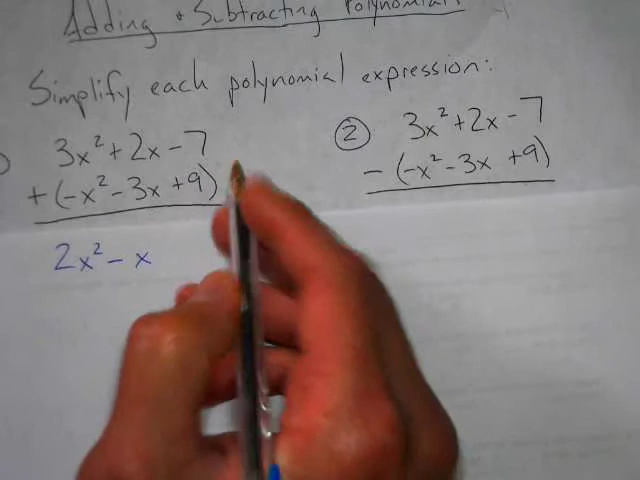 Adding + Subtracting Polynomials
Simplify each polynomial expression:
3x² + 2x - 7
+ (-x² - 3x + 9)
2x² - x
② 3x² + 2x - 7
- (-x² - 3x + 9)